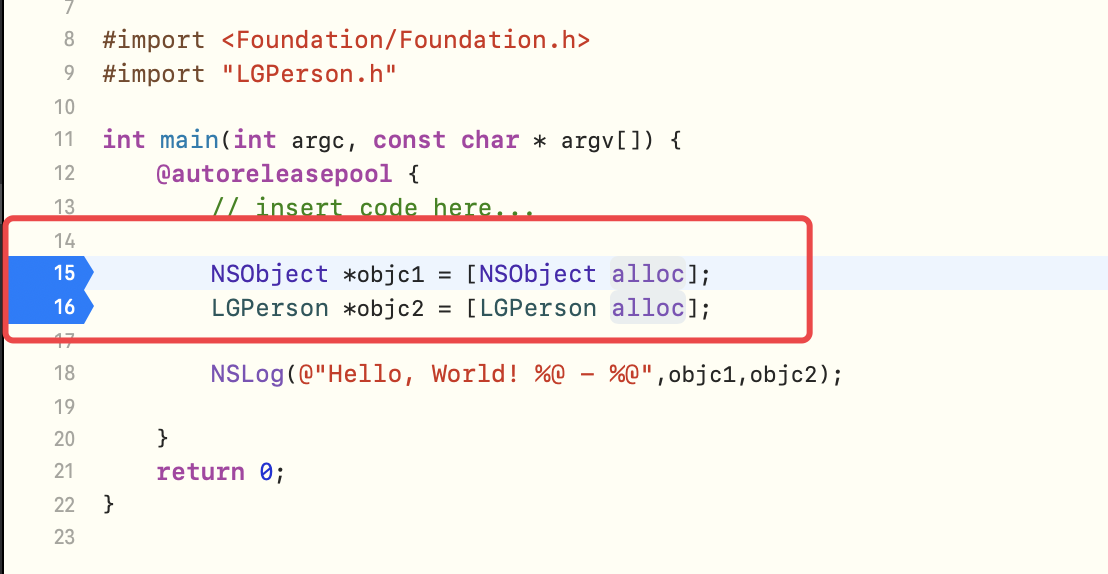 7
8 #import <Foundation/Foundation.h>
9 #import "LGPerson.h"
10
11 int main(int argc, const char * argv[]) {
12     @autoreleasepool {
13         // insert code here...
14
15         NSObject *objc1 = [NSObject alloc];
16         LGPerson *objc2 = [LGPerson alloc];
17
18         NSLog(@"Hello, World! %@ - %@",objc1,objc2);
19
20     }
21     return 0;
22 }
23